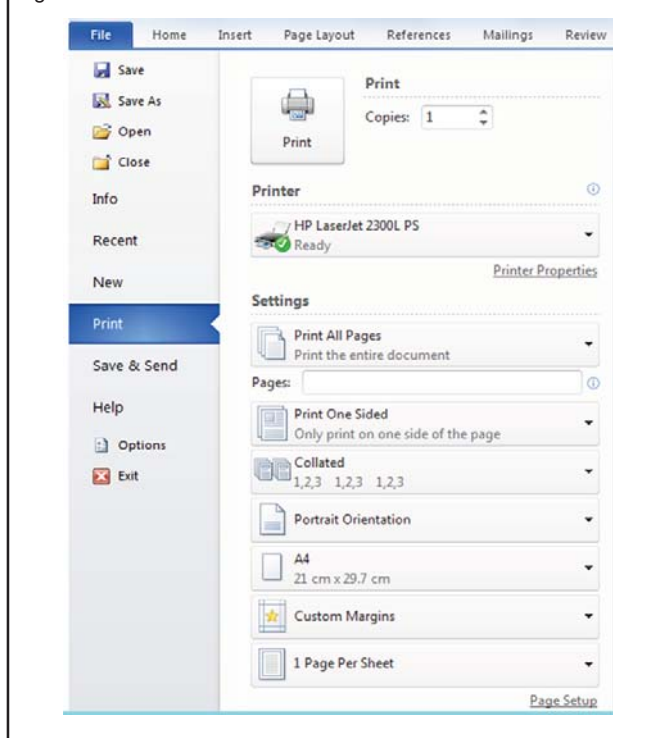 File Home Insert Page Layout References Mailings Review
Save
Save As
Open
Close
Info
Recent
New
Print
Save & Send
Help
Options
Exit
Print
Print
Copies: 1
Printer
HP LaserJet 2300L PS
Ready
Printer Properties
Settings
Print All Pages
Print the entire document
Pages:
Print One Sided
Only print on one side of the page
Collated
1,2,3 1,2,3 1,2,3
Portrait Orientation
A4
21 cm x 29.7 cm
Custom Margins
1 Page Per Sheet
Page Setup